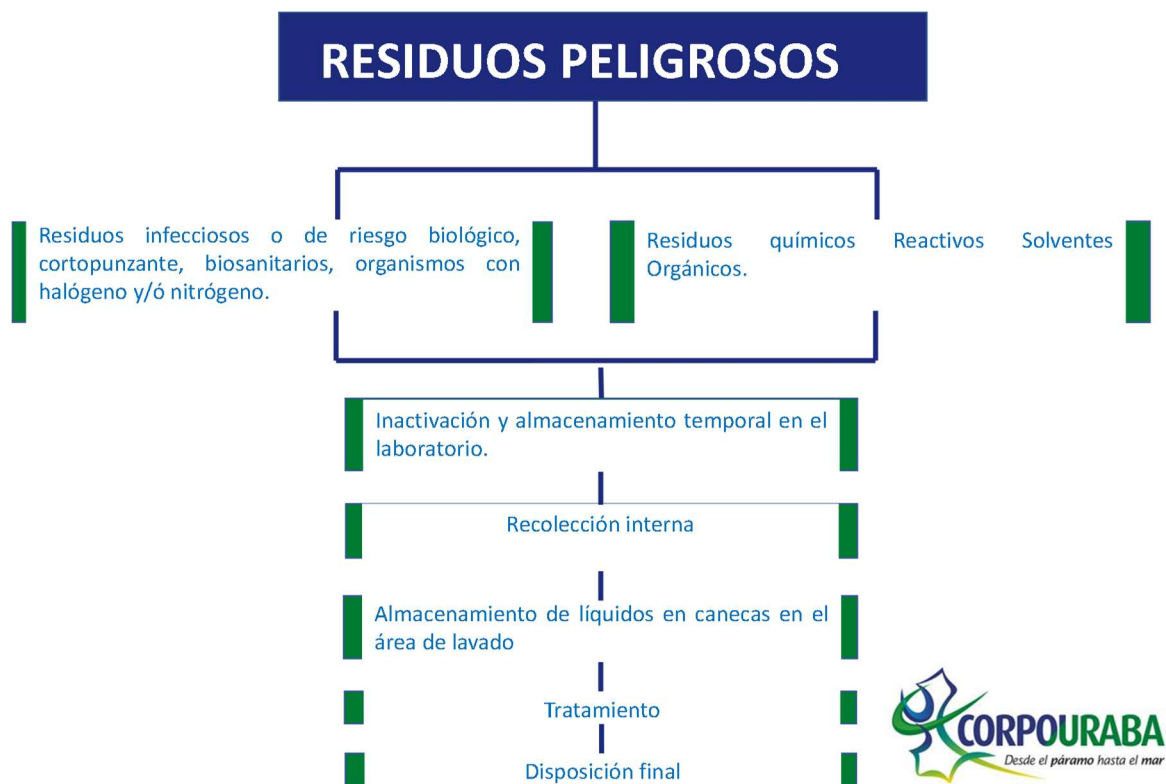 RESIDUOS PELIGROSOS
Residuos infecciosos o de riesgo biológico,
cortopunzante, biosanitarios, organismos con
halógeno y/ó nitrógeno.
Residuos químicos Reactivos Solventes
Orgánicos.
Inactivación y almacenamiento temporal en el
laboratorio.
Recolección interna
Almacenamiento de líquidos en canecas en el
área de lavado
Tratamiento
Disposición final
CORPOURABA
Desde el páramo hasta el mar